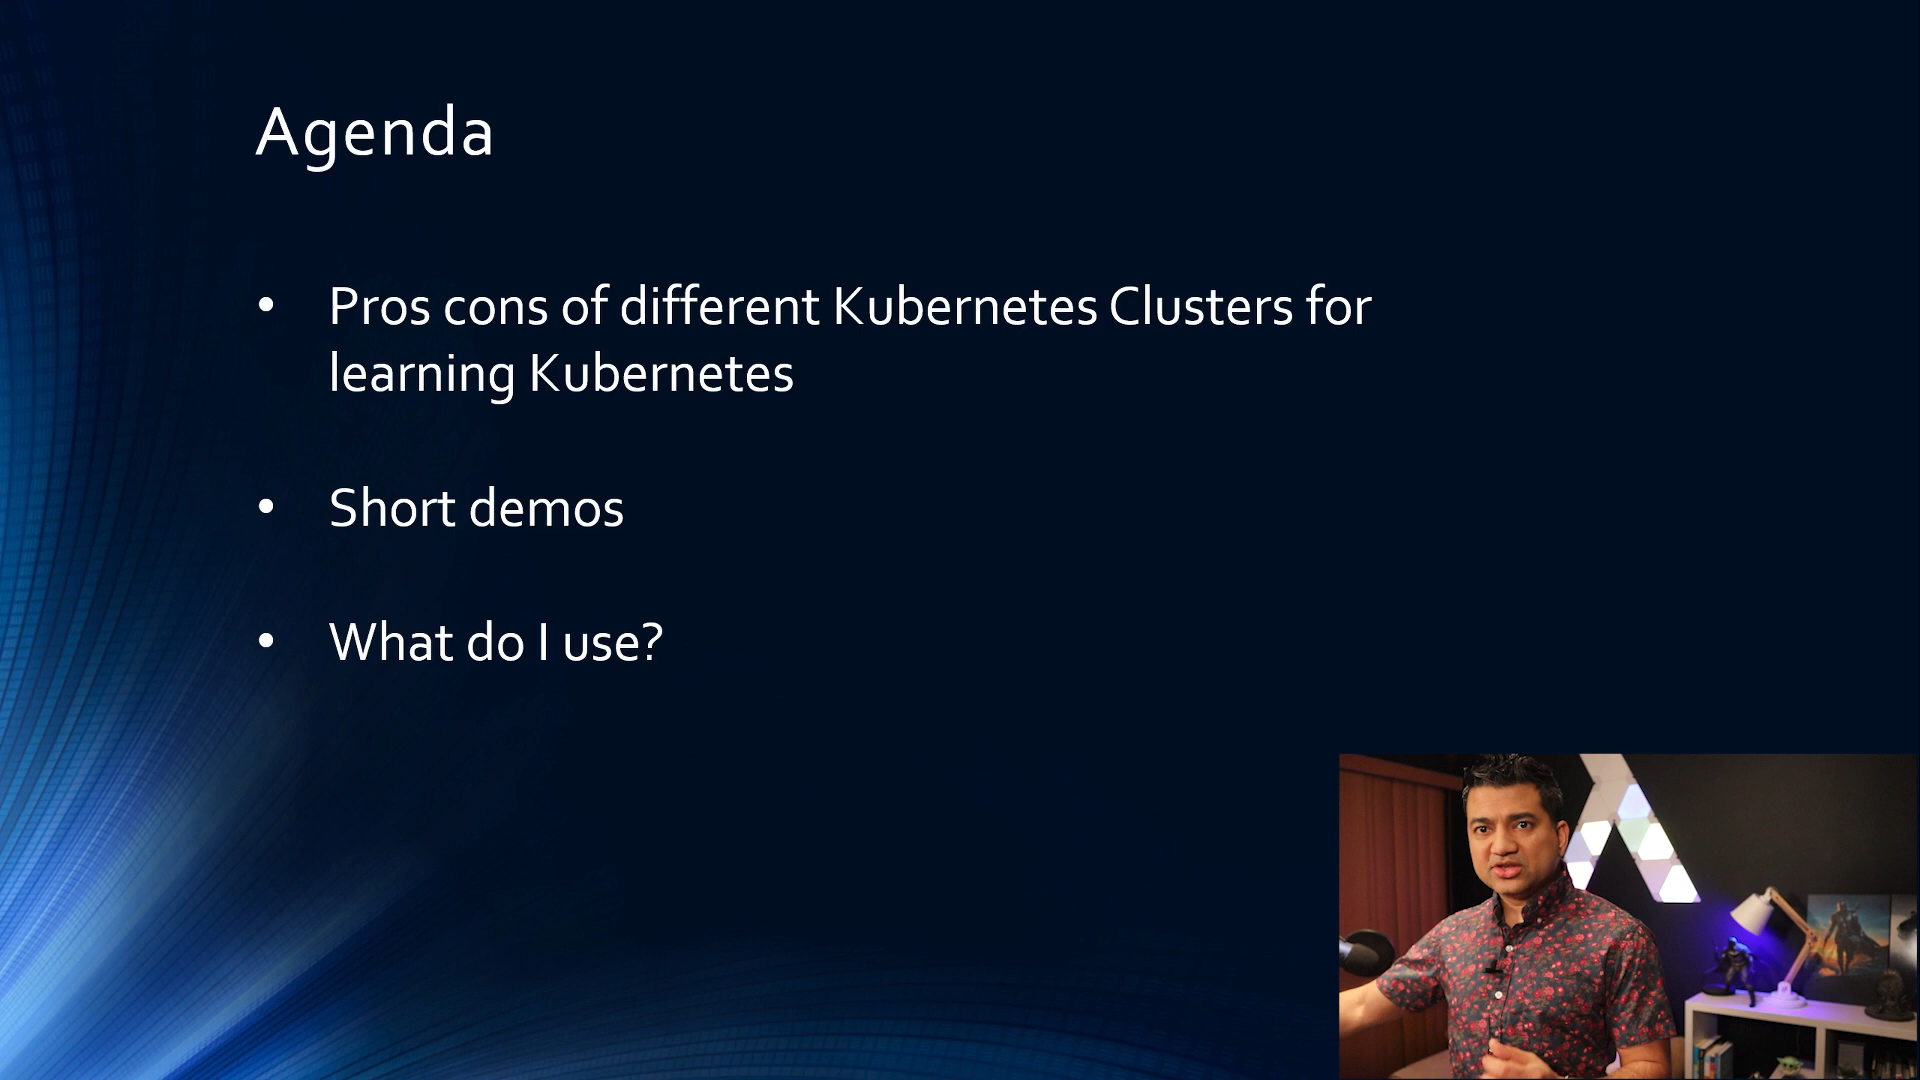 Agenda
• Pros cons of different Kubernetes Clusters for
learning Kubernetes
• Short demos
• What do I use?